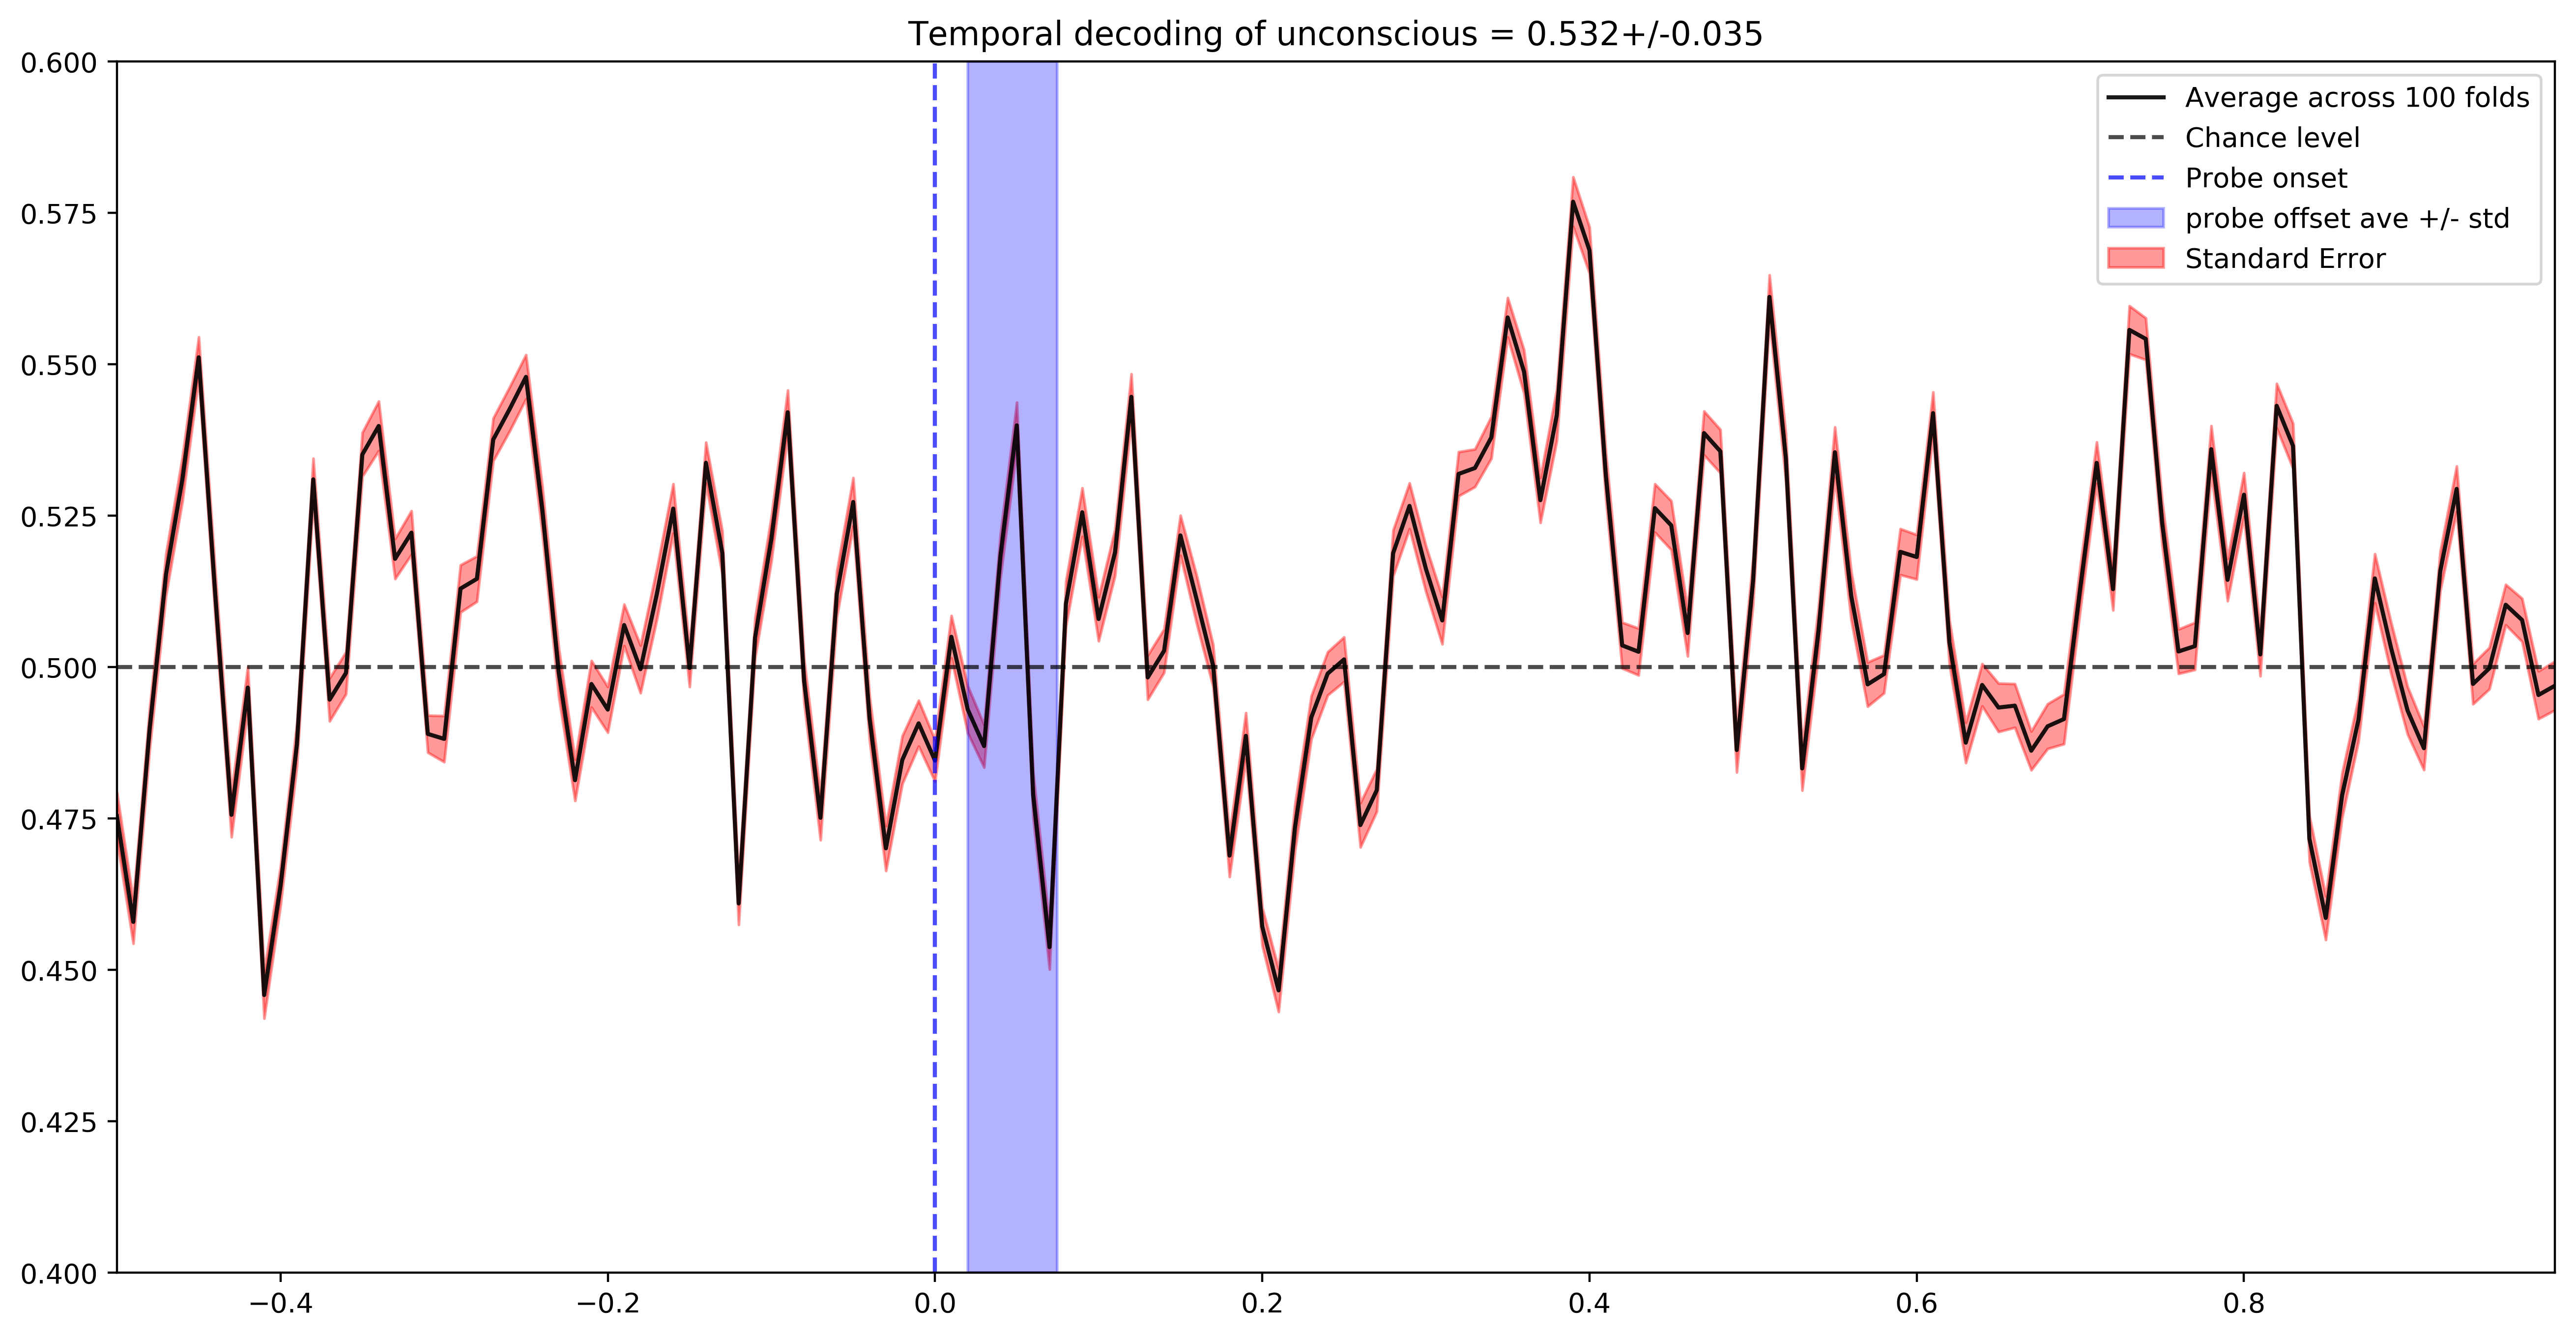 Temporal decoding of unconscious = 0.532+/-0.035
0.600
0.575
0.550
0.525
0.500
0.475
0.450
0.425
0.400
Average across 100 folds
Chance level
Probe onset
probe offset ave +/- std
Standard Error
−0.4
−0.2
0.0
0.2
0.4
0.6
0.8